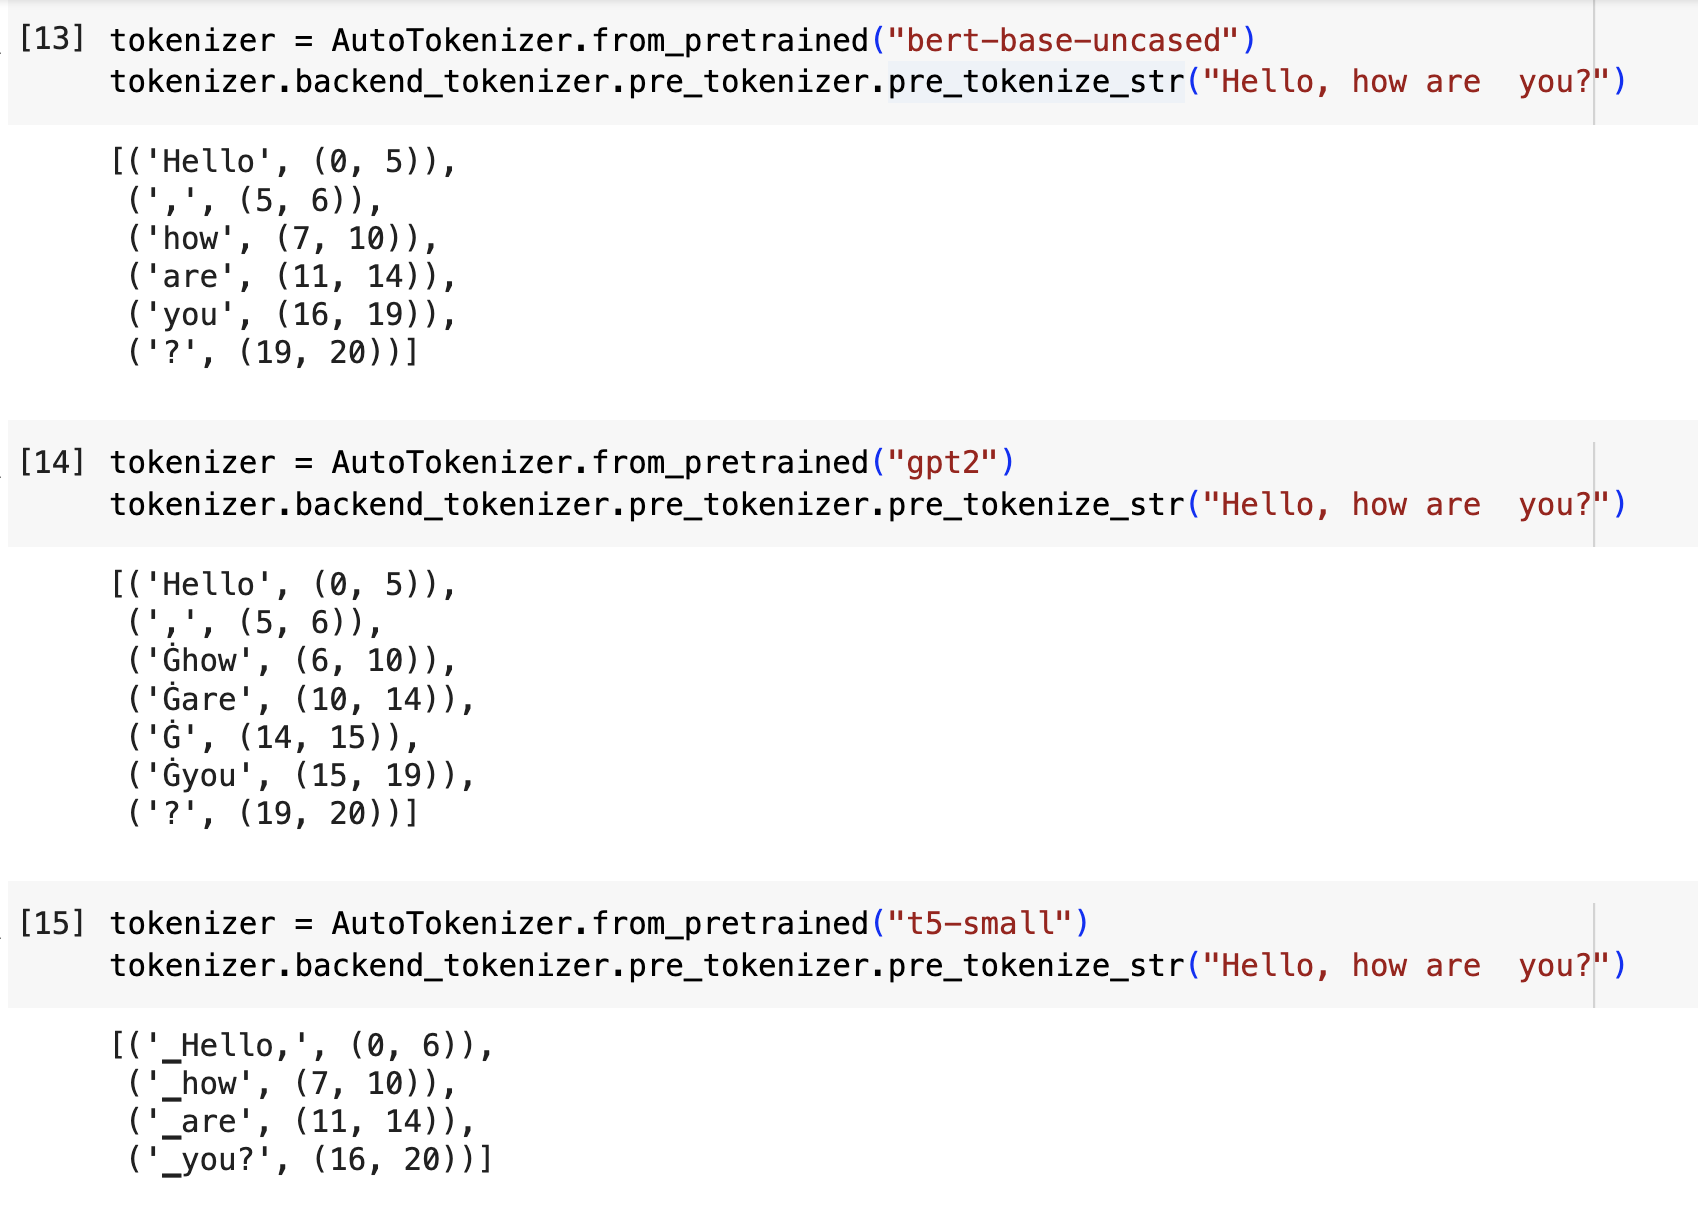 [13] tokenizer = AutoTokenizer.from_pretrained("bert-base-uncased")
tokenizer.backend_tokenizer.pre_tokenizer.pre_tokenize_str("Hello, how are  you?")
[('Hello', (0, 5)),
(',', (5, 6)),
('how', (7, 10)),
('are', (11, 14)),
('you', (16, 19)),
('?', (19, 20))]
[14] tokenizer = AutoTokenizer.from_pretrained("gpt2")
tokenizer.backend_tokenizer.pre_tokenizer.pre_tokenize_str("Hello, how are  you?")
[('Hello', (0, 5)),
(',', (5, 6)),
('Ġhow', (6, 10)),
('Ġare', (10, 14)),
('Ġ', (14, 15)),
('Ġyou', (15, 19)),
('?', (19, 20))]
[15] tokenizer = AutoTokenizer.from_pretrained("t5-small")
tokenizer.backend_tokenizer.pre_tokenizer.pre_tokenize_str("Hello, how are  you?")
[('▁Hello,', (0, 6)),
('▁how', (7, 10)),
('▁are', (11, 14)),
('▁you?', (16, 20))]